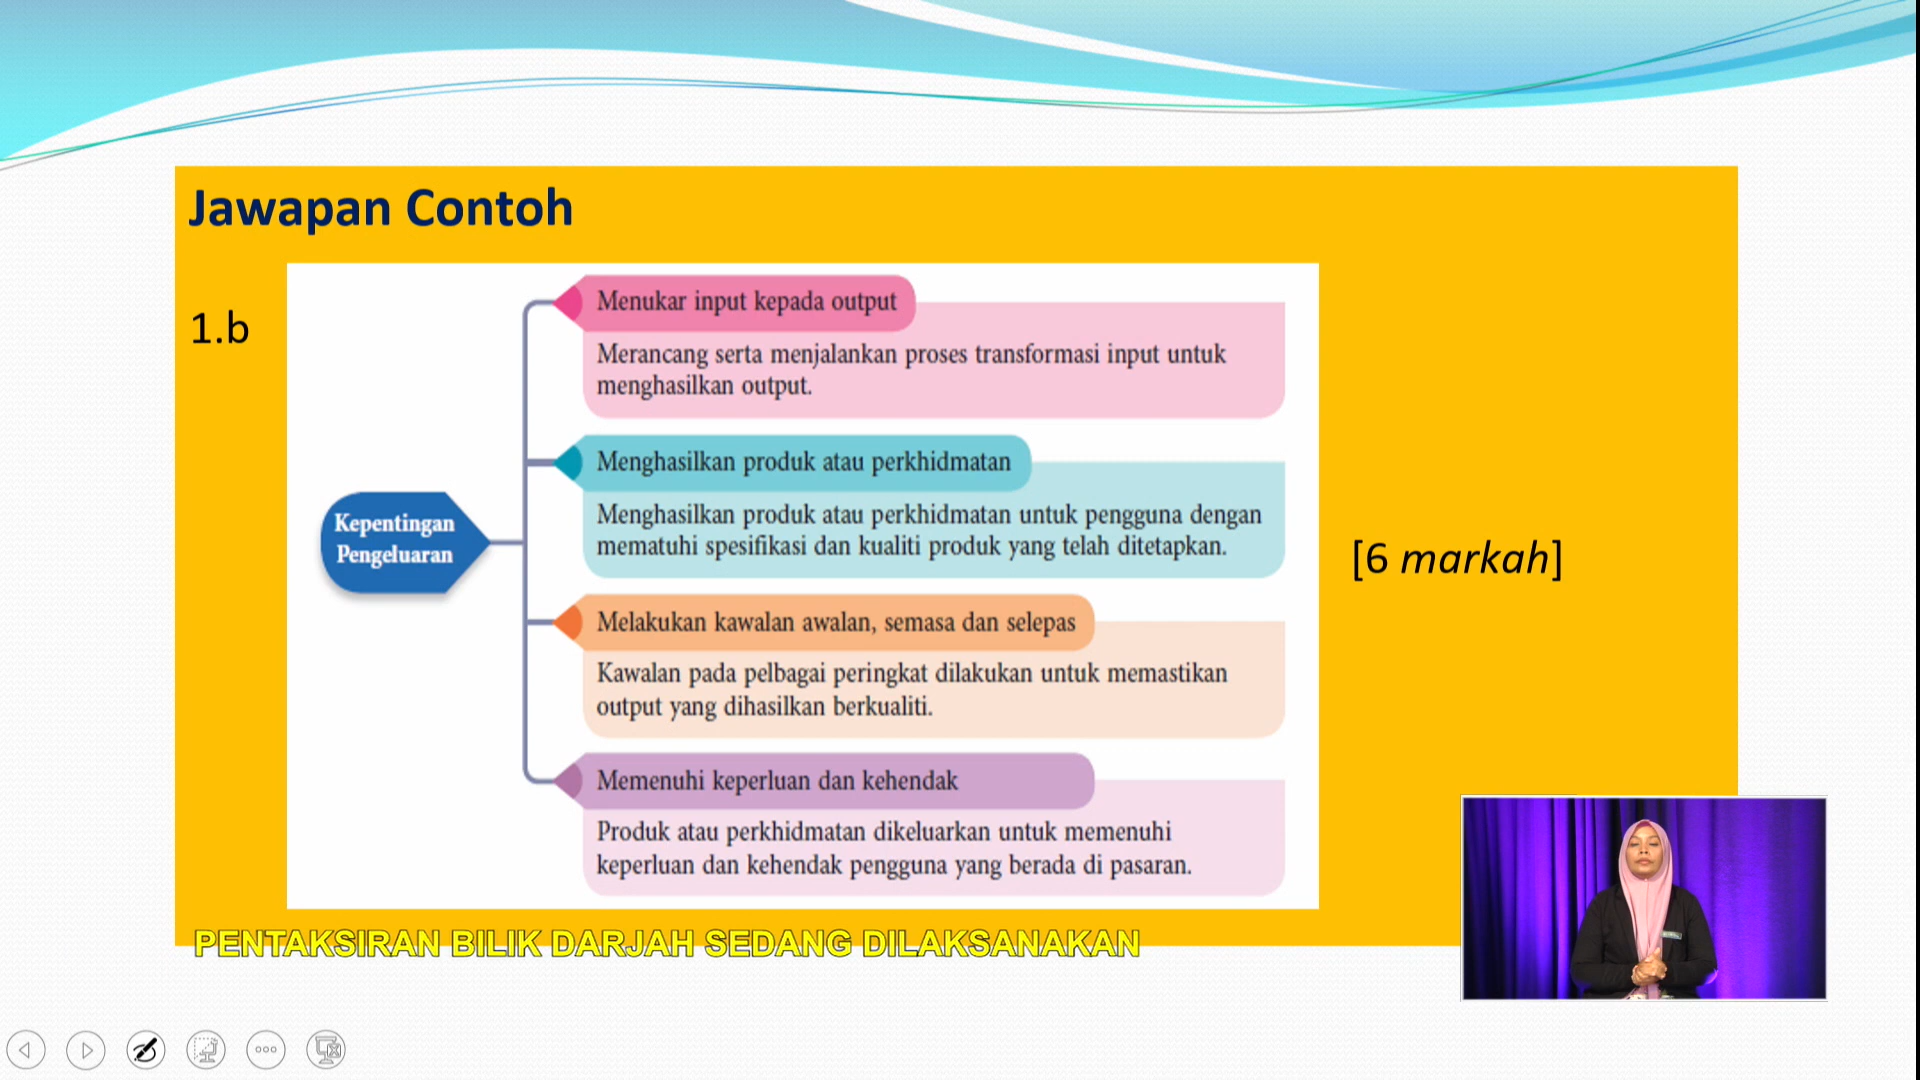 Jawapan Contoh
1.b
Kepentingan
Pengeluaran
Menukar input kepada output
Merancang serta menjalankan proses transformasi input untuk
menghasilkan output.
Menghasilkan produk atau perkhidmatan
Menghasilkan produk atau perkhidmatan untuk pengguna dengan
mematuhi spesifikasi dan kualiti produk yang telah ditetapkan.
Melakukan kawalan awalan, semasa dan selepas
Kawalan pada pelbagai peringkat dilakukan untuk memastikan
output yang dihasilkan berkualiti.
Memenuhi keperluan dan kehendak
Produk atau perkhidmatan dikeluarkan untuk memenuhi
keperluan dan kehendak pengguna yang berada di pasaran.
[6 markah]
PENTAKSIRAN BILIK DARJAH SEDANG DILAKSANAKAN